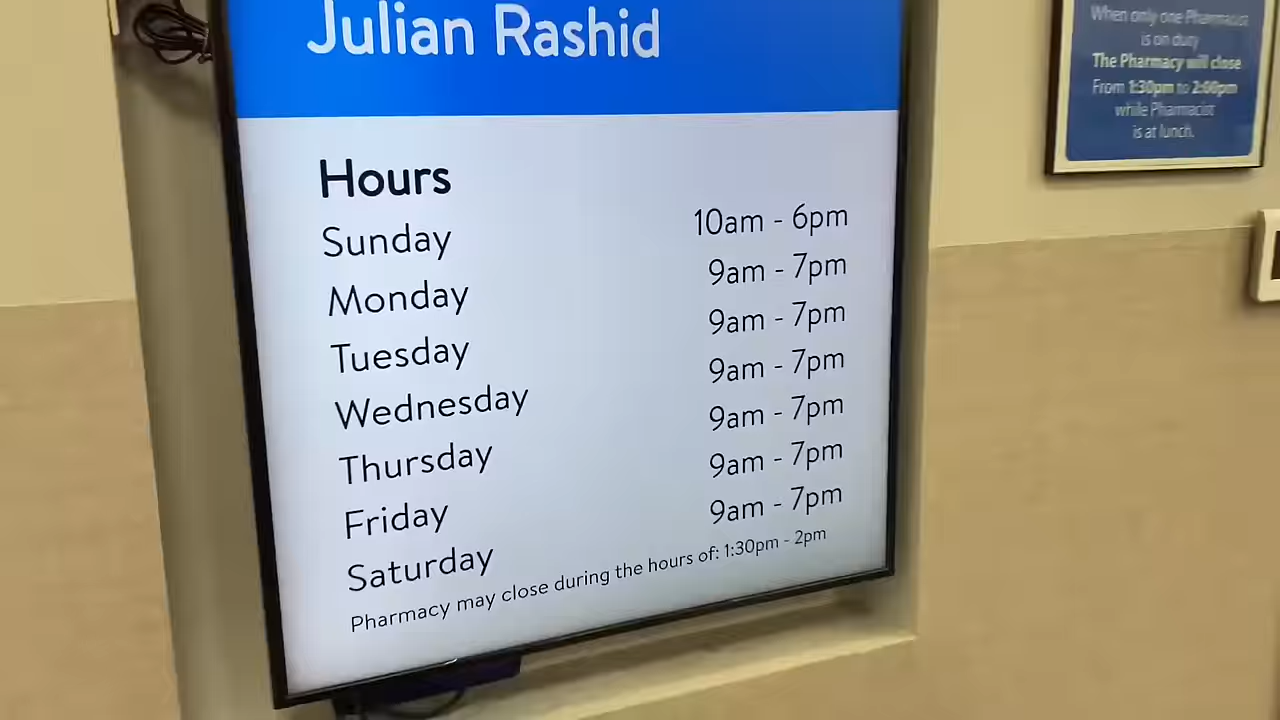 Julian Rashid
Hours
Sunday 10am - 6pm
Monday 9am - 7pm
Tuesday 9am - 7pm
Wednesday 9am - 7pm
Thursday 9am - 7pm
Friday 9am - 7pm
Saturday 9am - 7pm
Pharmacy may close during the hours of: 1:30pm - 2pm
When only one Pharmacist
is on duty
The Pharmacy will close
From 1:30pm to 2:00pm
while Pharmacist
is at lunch.